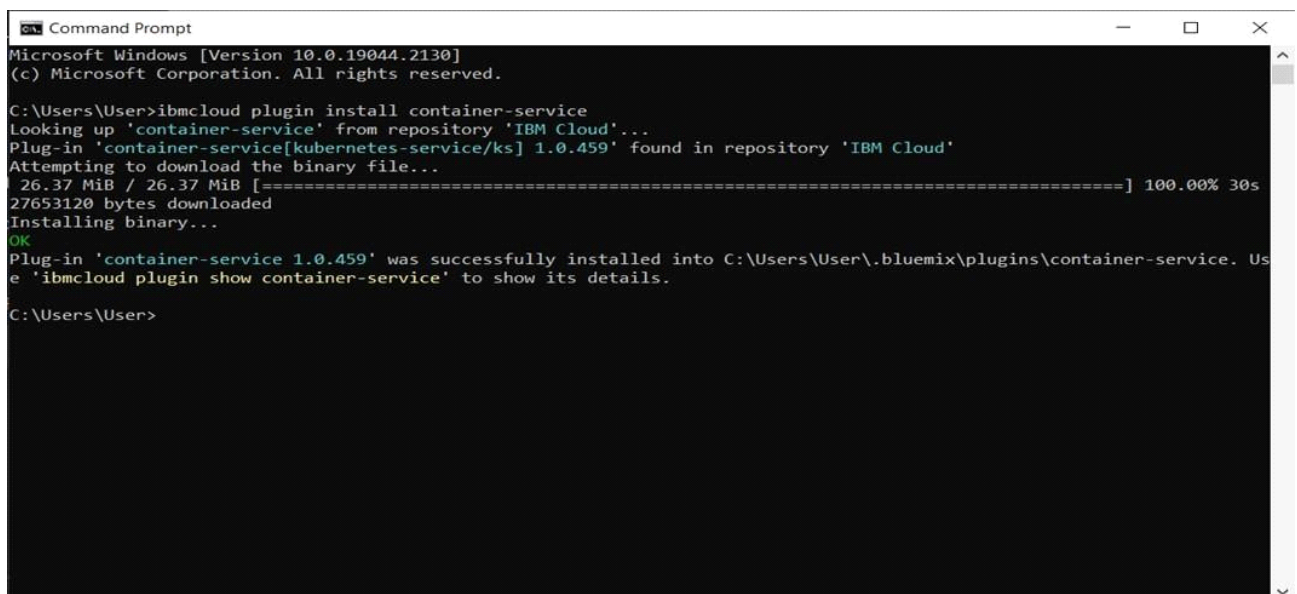 Command Prompt
Microsoft Windows [Version 10.0.19044.2130]
(c) Microsoft Corporation. All rights reserved.
C:\Users\User>ibmcloud plugin install container-service
Looking up 'container-service' from repository 'IBM Cloud'...
Plug-in 'container-service[kubernetes-service/ks] 1.0.459' found in repository 'IBM Cloud'
Attempting to download the binary file...
26.37 MiB / 26.37 MiB [==================================================================================] 100.00% 30s
27653120 bytes downloaded
Installing binary...
OK
Plug-in 'container-service 1.0.459' was successfully installed into C:\Users\User\.bluemix\plugins\container-service. Us
e 'ibmcloud plugin show container-service' to show its details.
C:\Users\User>